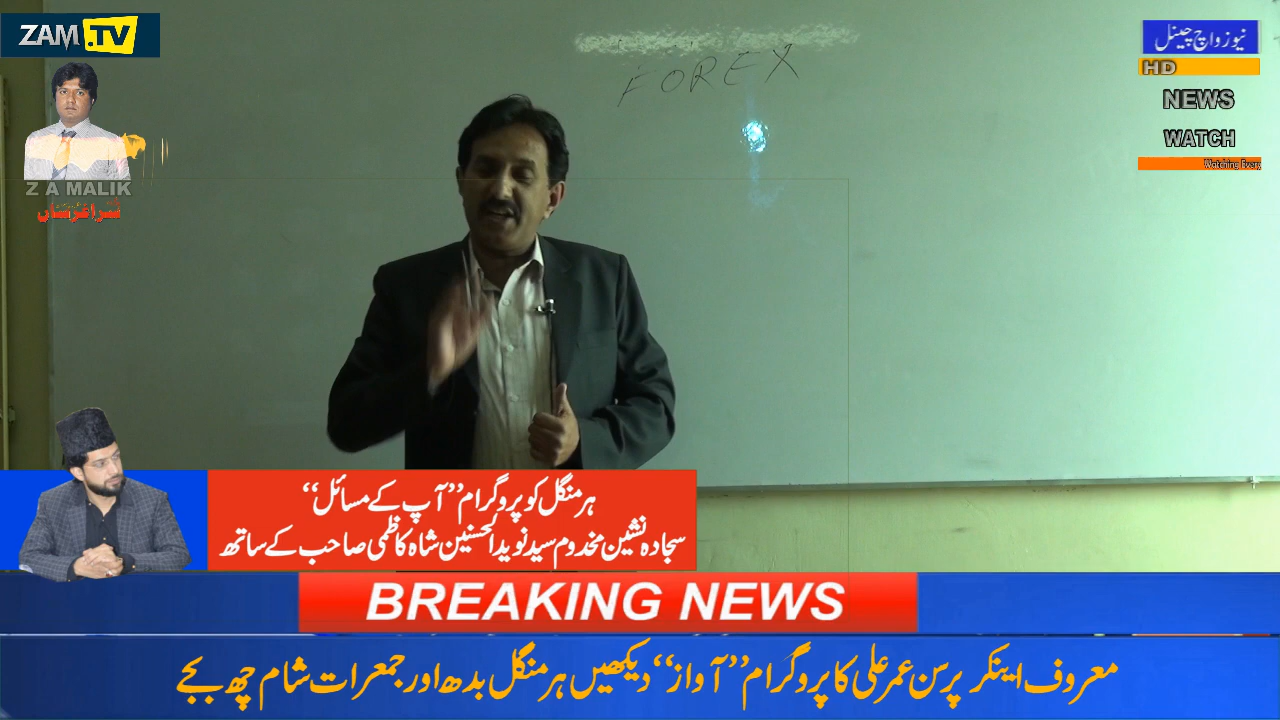 ZAM.TV
FOREX
نیوز واچ چینل
HD
NEWS
WATCH
Watching Every
Z A MALIK
ہر منگل کو پروگرام ”آپ کے مسائل“
سجادہ نشین مخدوم سید نوید الحسنین شاہ کاظمی صاحب کے ساتھ
BREAKING NEWS
معروف اینکر پرسن عمر علی کا پروگرام ”آواز“ دیکھیں ہر منگل بدھ اور جمعرات شام چھ بجے